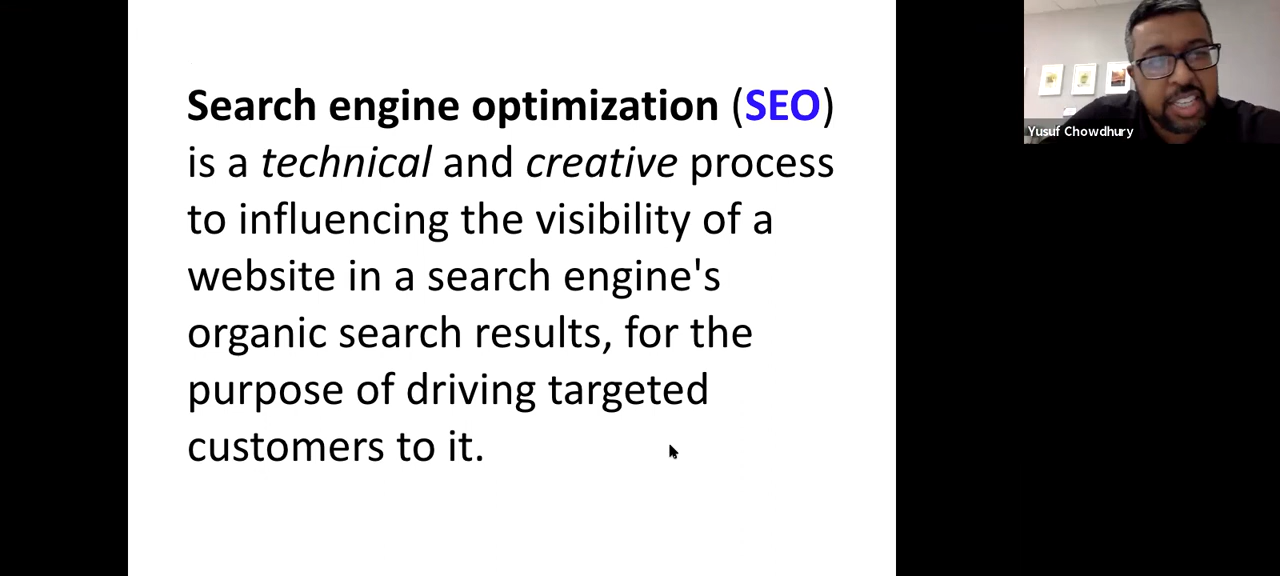 Search engine optimization (SEO)
is a technical and creative process
to influencing the visibility of a
website in a search engine's
organic search results, for the
purpose of driving targeted
customers to it.
Yusuf Chowdhury